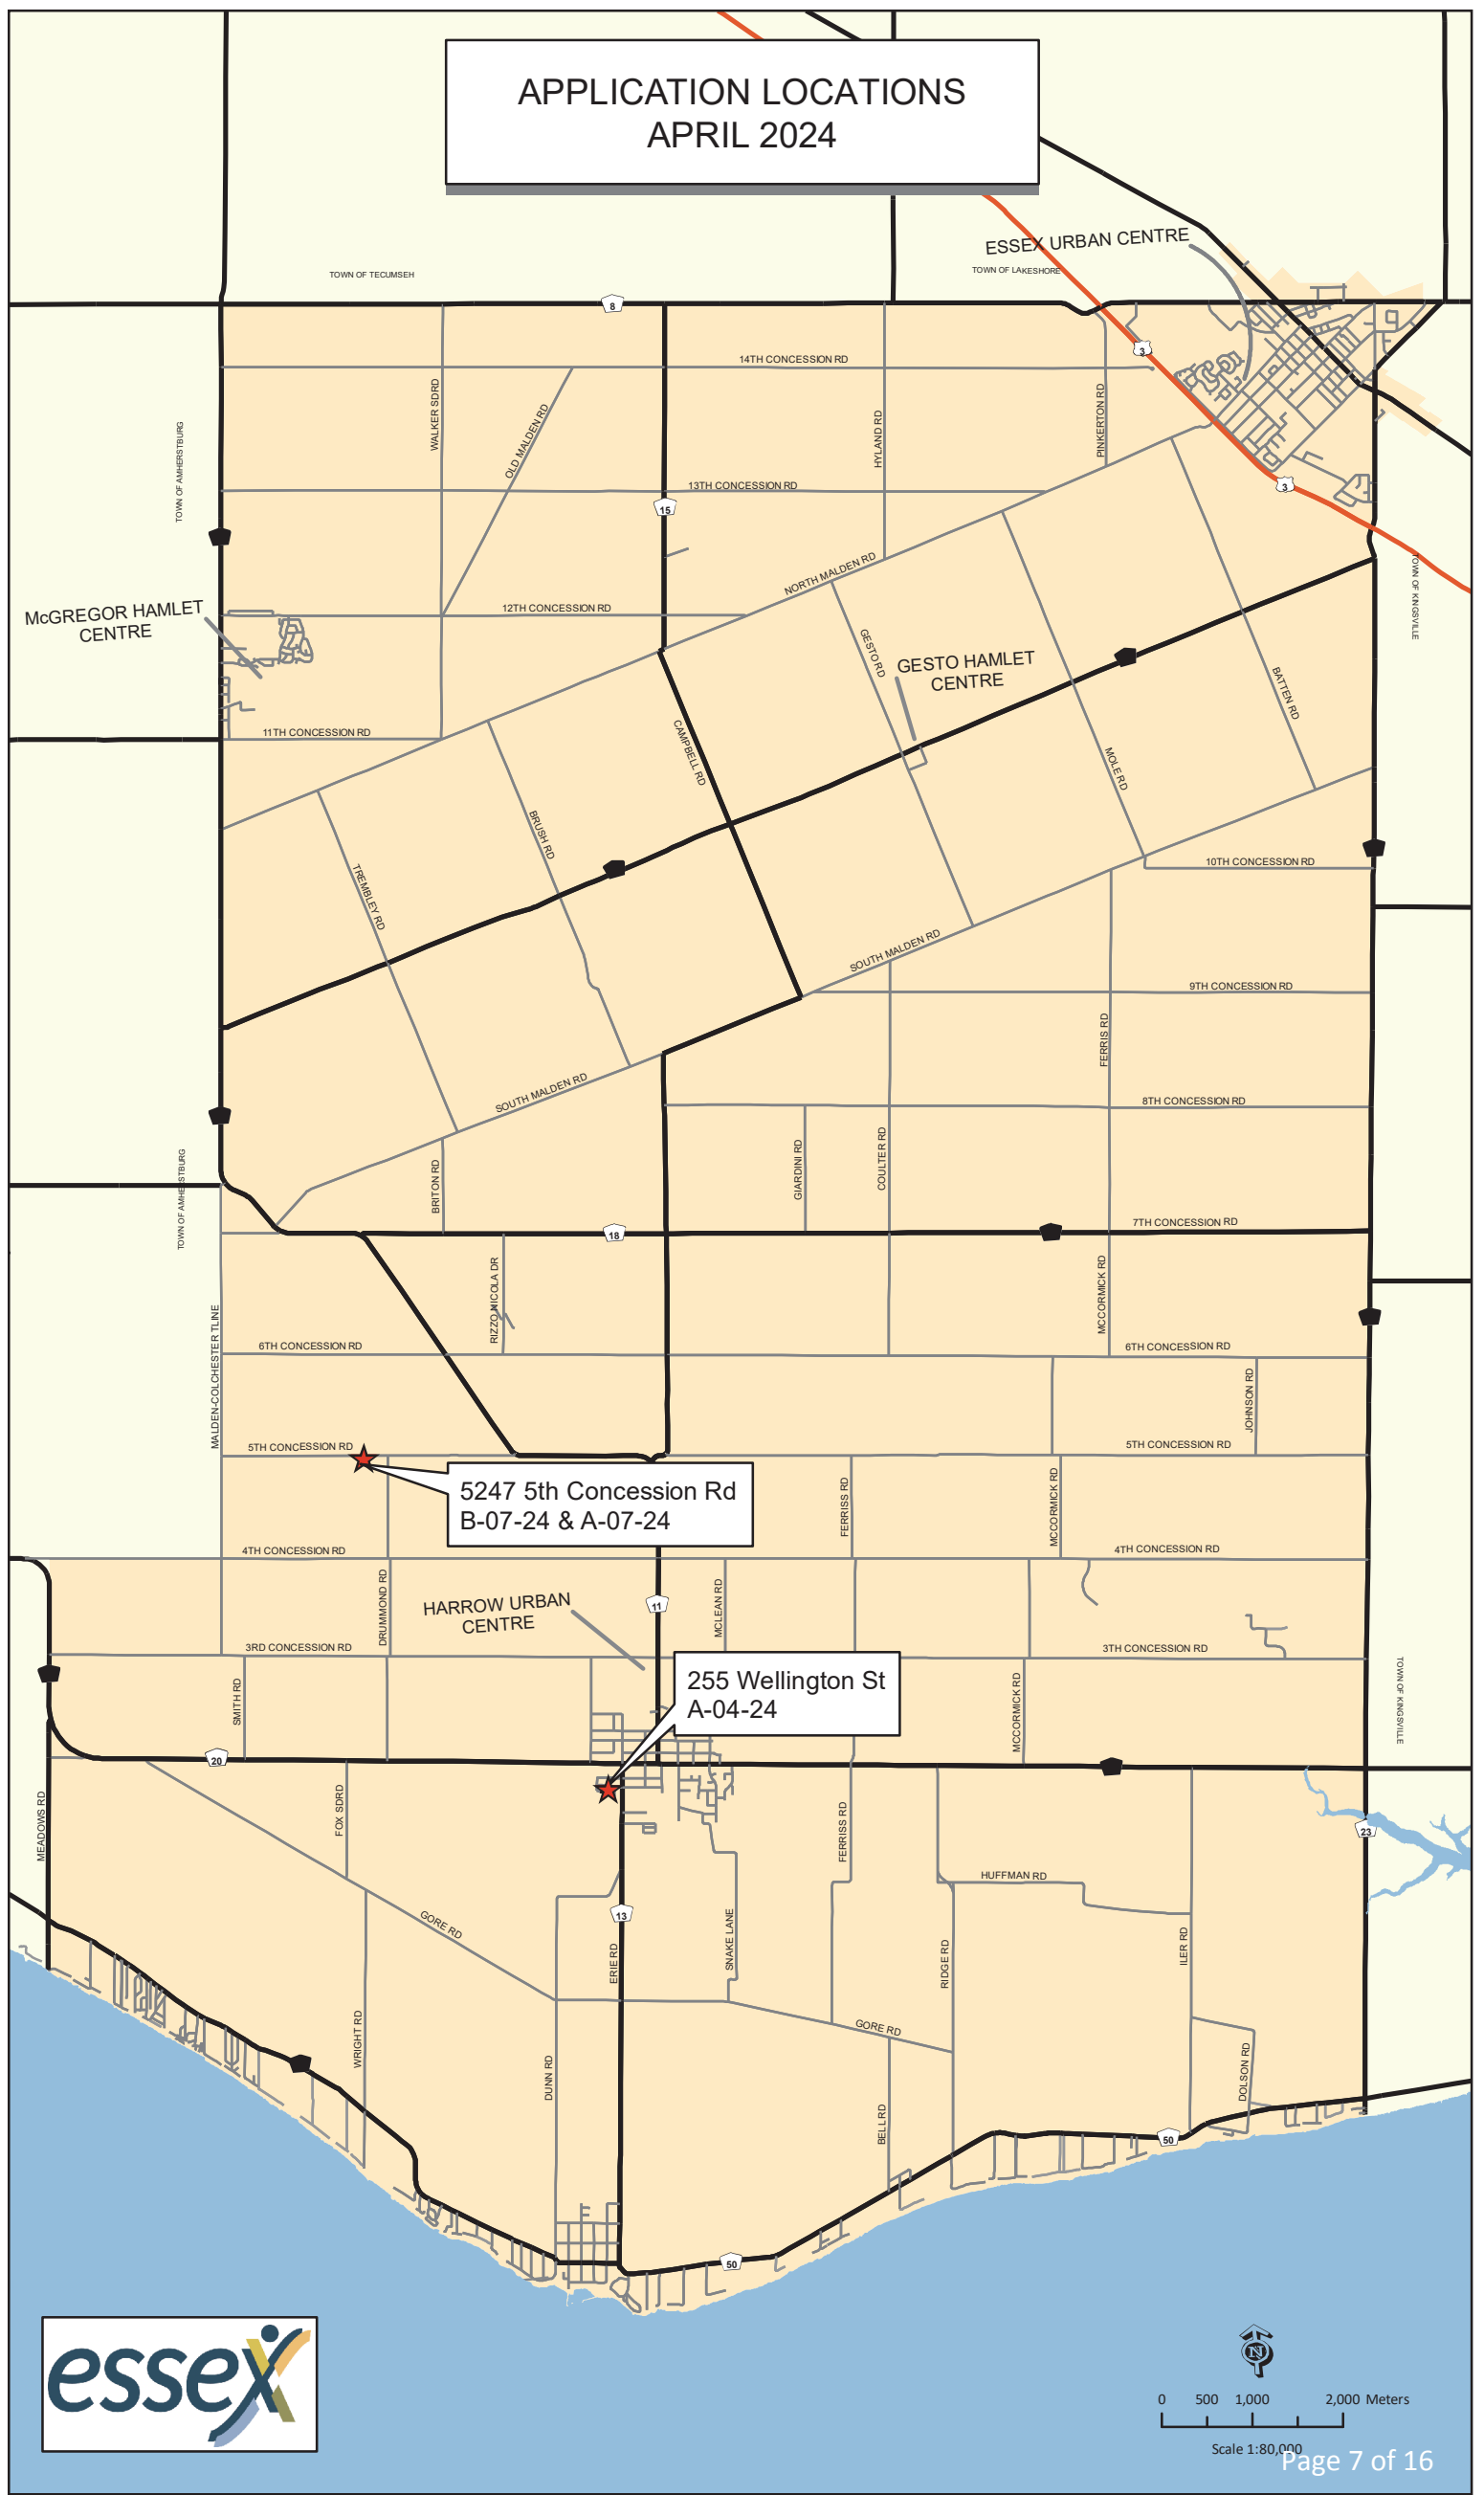 APPLICATION LOCATIONS
APRIL 2024
ESSEX URBAN CENTRE
TOWN OF TECUMSEH
TOWN OF LAKESHORE
8
3
14TH CONCESSION RD
WALKER SDRD
OLD MALDEN RD
HYLAND RD
PINKERTON RD
TOWN OF AMHERSTBURG
13TH CONCESSION RD
3
15
TOWN OF KINGSVILLE
NORTH MALDEN RD
McGREGOR HAMLET
CENTRE
12TH CONCESSION RD
GESTO RD
GESTO HAMLET
CENTRE
BATTEN RD
11TH CONCESSION RD
CAMPBELL RD
MOLE RD
BRUSH RD
10TH CONCESSION RD
TREMBLEY RD
SOUTH MALDEN RD
9TH CONCESSION RD
FERRIS RD
SOUTH MALDEN RD
8TH CONCESSION RD
TOWN OF AMHERSTBURG
BRITON RD
GIARDINI RD
COULTER RD
7TH CONCESSION RD
18
RIZZO NICOLA DR
MCCORMICK RD
MALDEN-COLCHESTER TLINE
6TH CONCESSION RD
6TH CONCESSION RD
JOHNSON RD
5TH CONCESSION RD
5TH CONCESSION RD
5247 5th Concession Rd
B-07-24 & A-07-24
FERRISS RD
MCCORMICK RD
4TH CONCESSION RD
4TH CONCESSION RD
DRUMMOND RD
HARROW URBAN
CENTRE
11
MCLEAN RD
3RD CONCESSION RD
3TH CONCESSION RD
255 Wellington St
A-04-24
SMITH RD
MCCORMICK RD
TOWN OF KINGSVILLE
20
MEADOWS RD
FOX SDRD
FERRISS RD
23
HUFFMAN RD
GORE RD
13
ERIE RD
SNAKE LANE
RIDGE RD
ILER RD
WRIGHT RD
GORE RD
DUNN RD
BELL RD
DOLSON RD
50
50
essex
N
0 500 1,000 2,000 Meters
Scale 1:80,000
Page 7 of 16